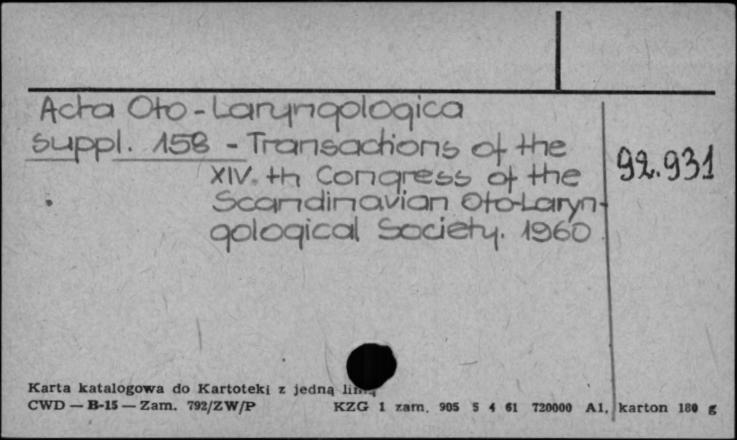 Acta Oto-Laryngologica
suppl. 158 - Transactions of the
XIV. th Congress of the
Scandinavian Oto-Laryn-
gological Society. 1960
92.931
Karta katalogowa do Kartoteki z jedną linią
CWD — B-15 — Zam. 792/ZW/P KZG 1 zam. 905 5 4 61 720000 A1, karton 180 g